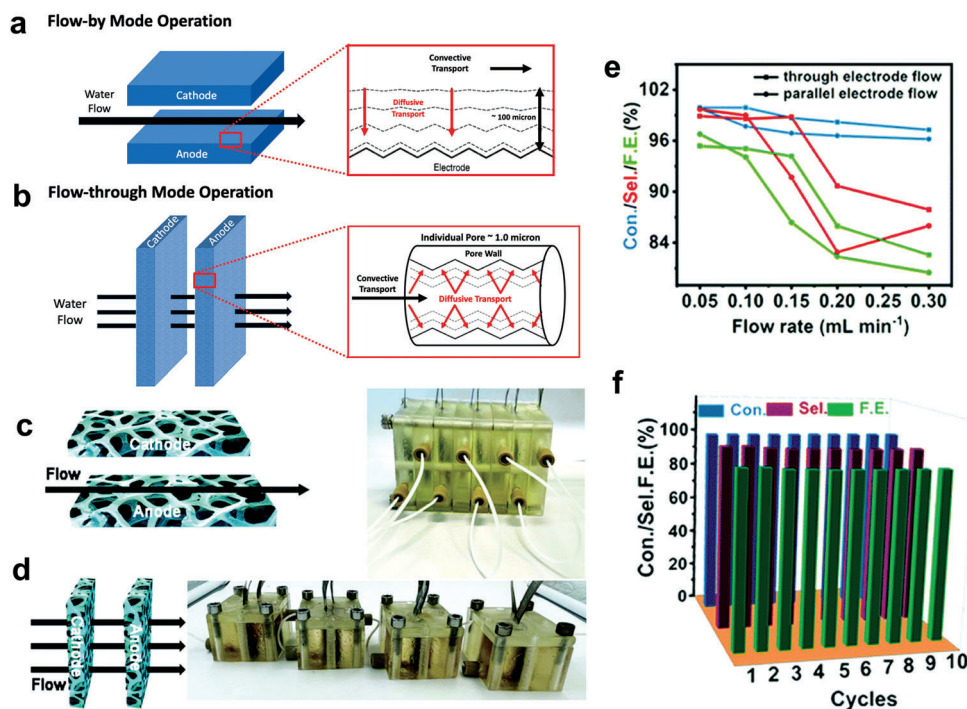 a Flow-by Mode Operation
Water
Flow
Cathode
Anode
Convective
Transport
Diffusive
Transport
~ 100 micron
Electrode
b Flow-through Mode Operation
Cathode
Anode
Water
Flow
Individual Pore ~ 1.0 micron
Pore Wall
Convective
Transport
Diffusive Transport
c
Cathode
Flow
Anode
d
Cathode
Anode
Flow
e
Con./Sel./F.E.(%)
102
96
90
84
through electrode flow
parallel electrode flow
0.05 0.10 0.15 0.20 0.25 0.30
Flow rate (mL min⁻¹)
f
Con. Sel. F.E.
Con./Sel.F.E.(%)
100
80
60
40
20
0
1 2 3 4 5 6 7 8 9 10
Cycles